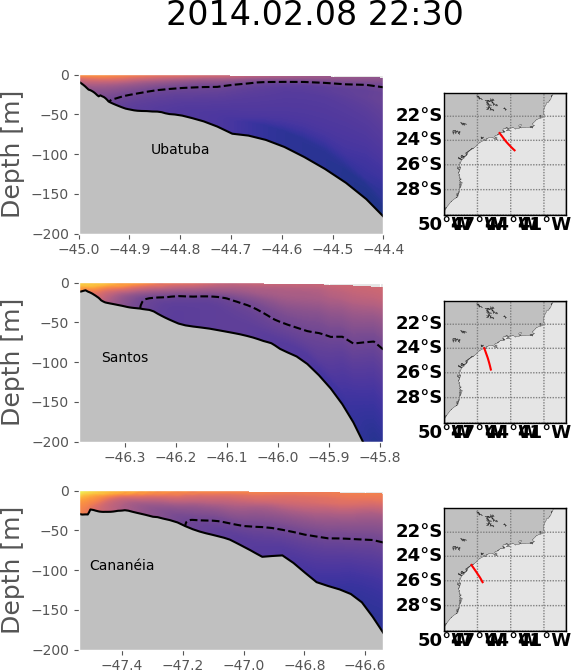 2014.02.08 22:30
Depth [m]
0
−50
−100
−150
−200
Ubatuba
−45.0 −44.9 −44.8 −44.7 −44.6 −44.5 −44.4
22°S
24°S
26°S
28°S
50°W 47°W 44°W 41°W
Depth [m]
0
−50
−100
−150
−200
Santos
−46.3 −46.2 −46.1 −46.0 −45.9 −45.8
22°S
24°S
26°S
28°S
50°W 47°W 44°W 41°W
Depth [m]
0
−50
−100
−150
−200
Cananéia
−47.4 −47.2 −47.0 −46.8 −46.6
22°S
24°S
26°S
28°S
50°W 47°W 44°W 41°W